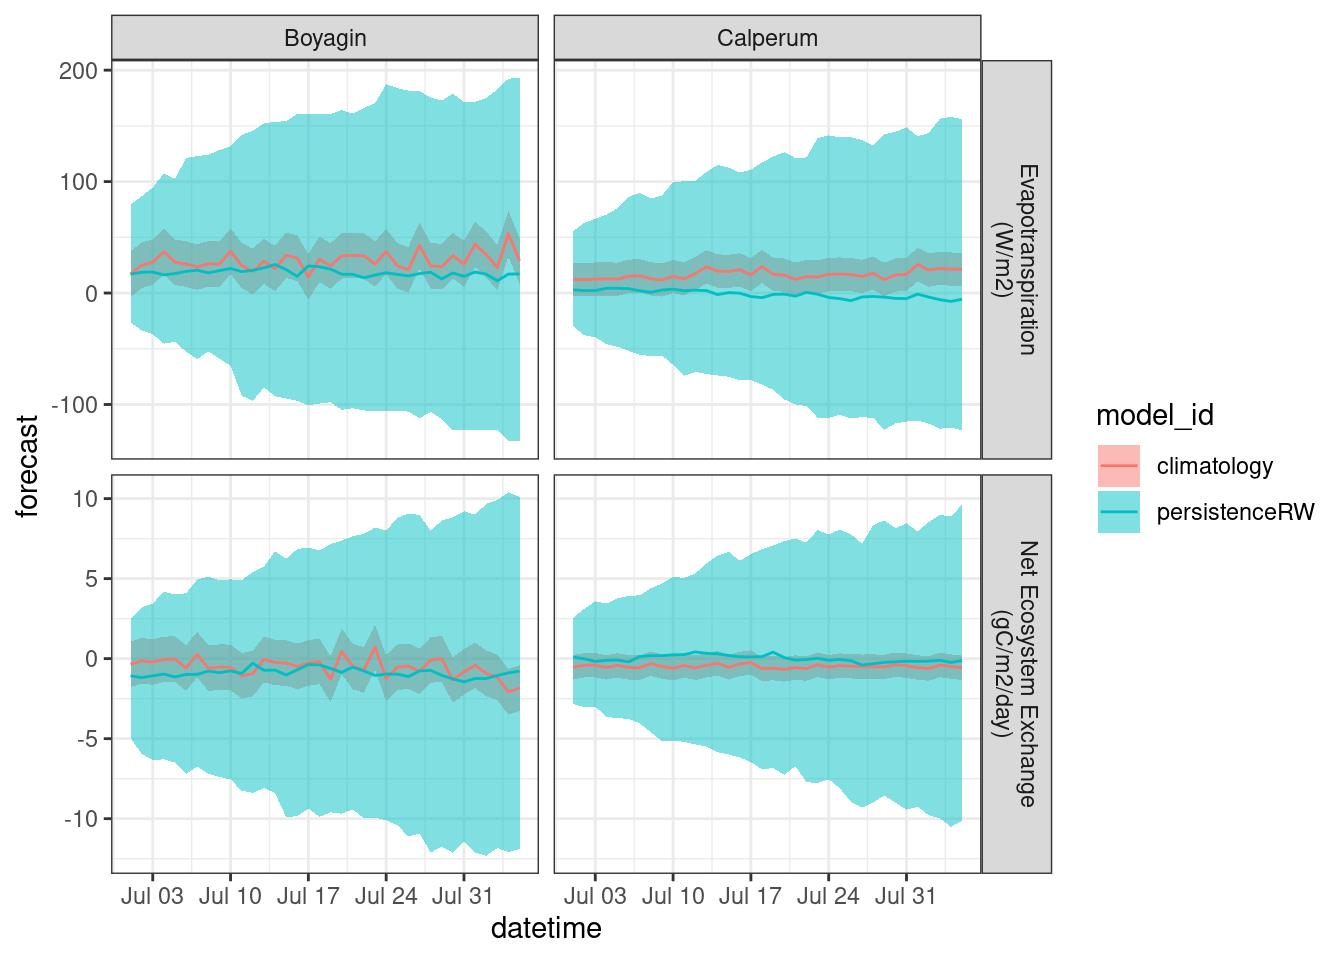 Boyagin
Calperum
200
100
0
-100
Evapotranspiration
(W/m2)
10
5
0
-5
-10
Net Ecosystem Exchange
(gC/m2/day)
forecast
Jul 03
Jul 10
Jul 17
Jul 24
Jul 31
Jul 03
Jul 10
Jul 17
Jul 24
Jul 31
datetime
model_id
climatology
persistenceRW